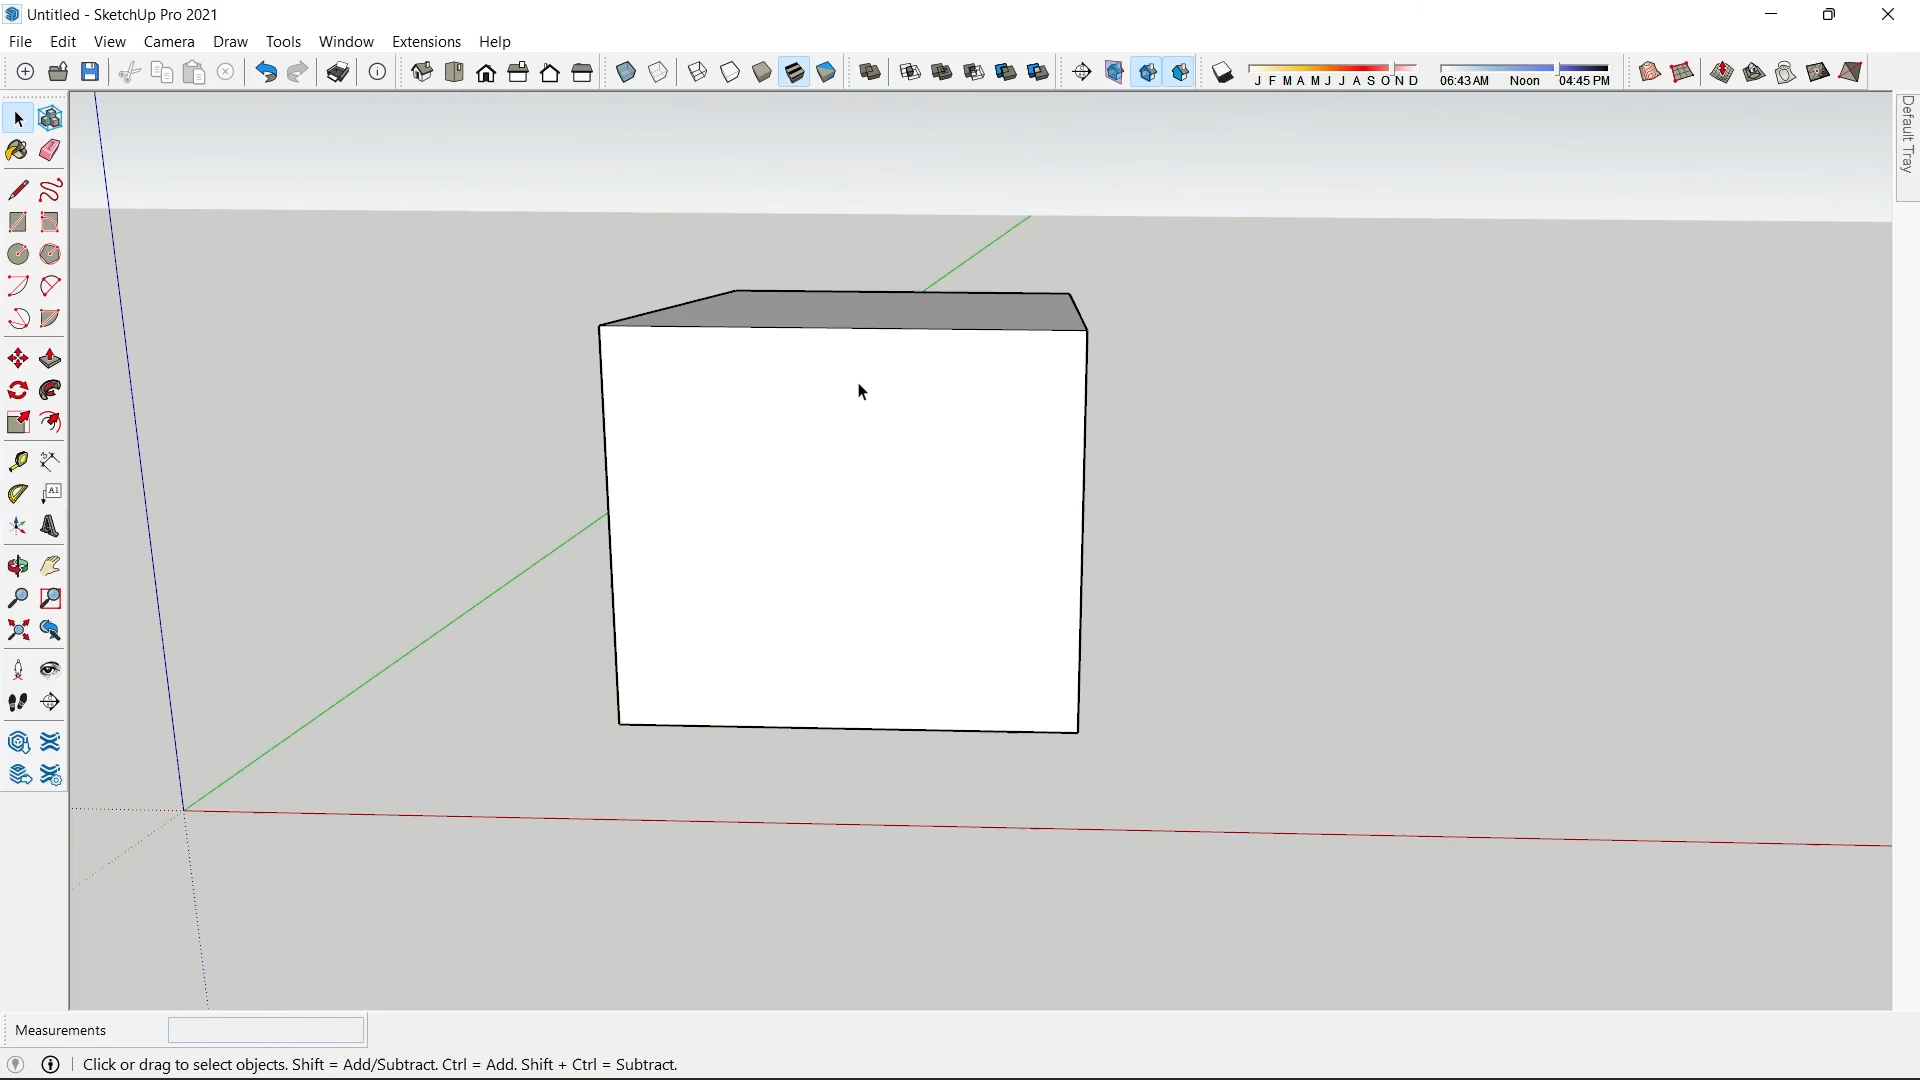 Untitled - SketchUp Pro 2021
File Edit View Camera Draw Tools Window Extensions Help
J F M A M J J A S O N D 06:43 AM Noon 04:45 PM
Default Tray
A1
Measurements
Click or drag to select objects. Shift = Add/Subtract. Ctrl = Add. Shift + Ctrl = Subtract.